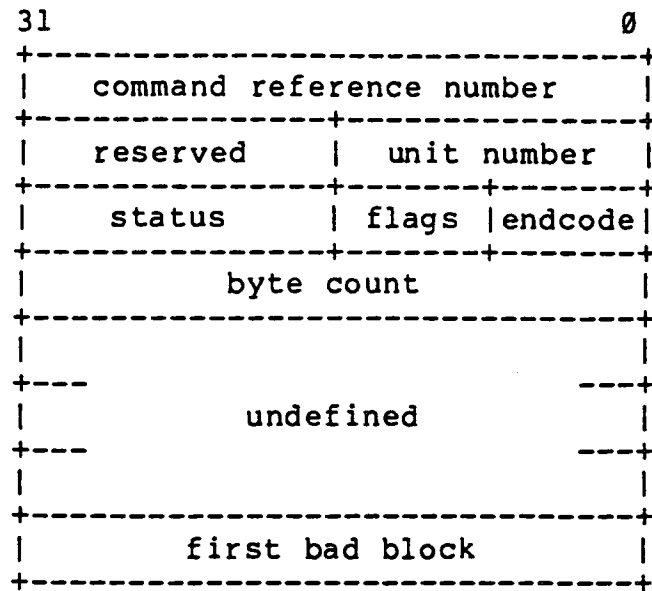 31 0
command reference number
reserved unit number
status flags endcode
byte count
undefined
first bad block